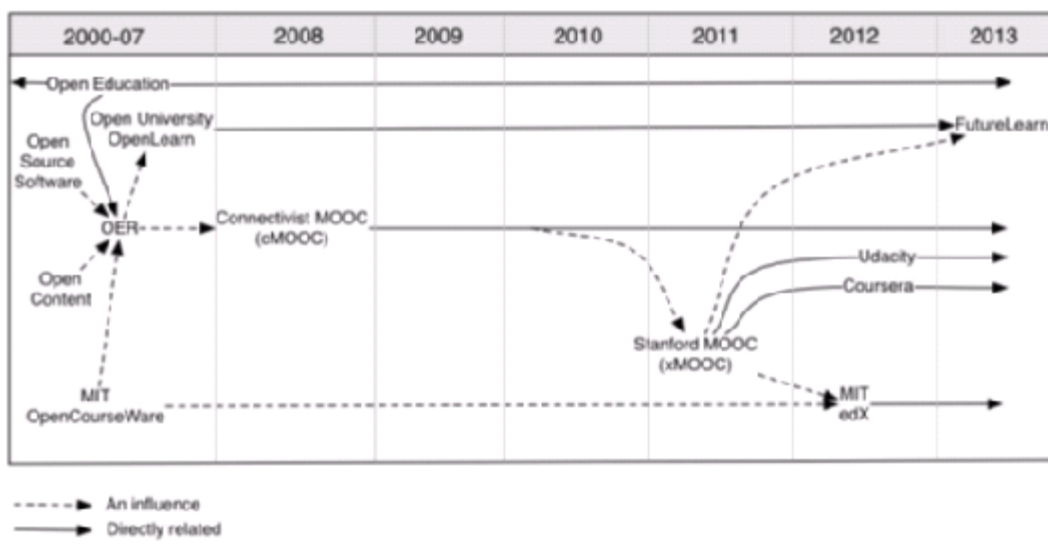 2000-07 2008 2009 2010 2011 2012 2013
Open Education
Open University
OpenLearn
FutureLearn
Open
Source
Software
OER
Connectivist MOOC
(cMOOC)
Udacity
Open
Content
Coursera
Stanford MOOC
(xMOOC)
MIT
OpenCourseWare
MIT
edX
An influence
Directly related